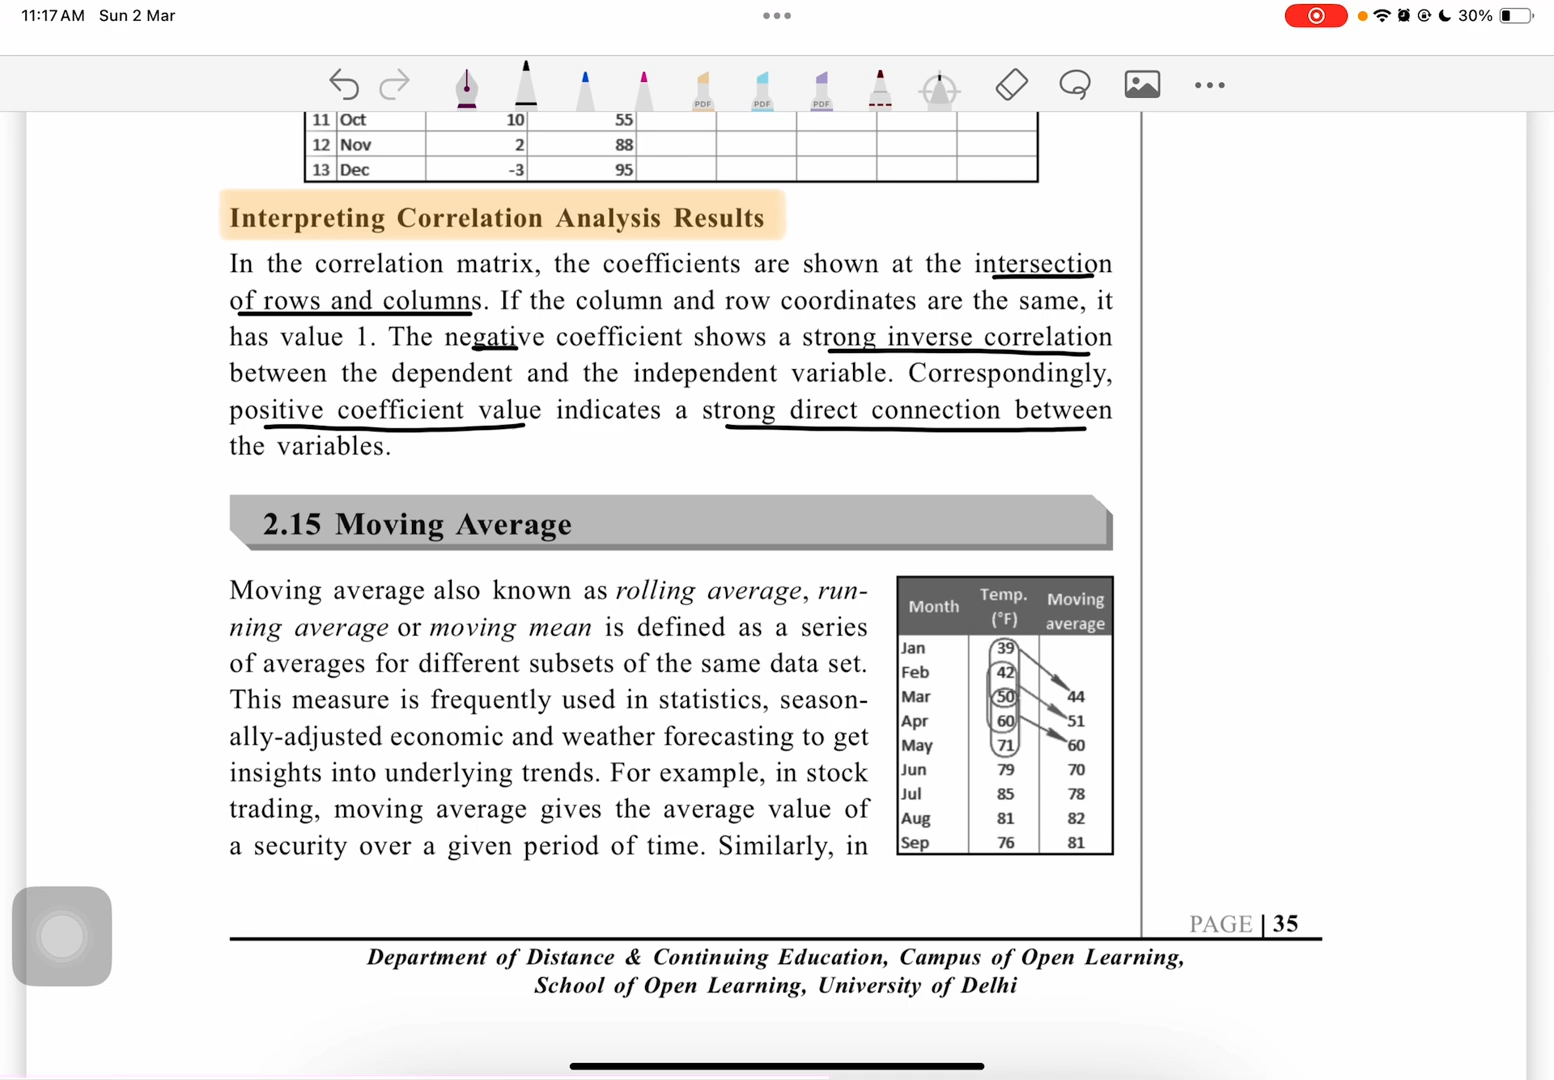 11:17 AM Sun 2 Mar
30%
PDF PDF PDF
11 Oct 10 55
12 Nov 2 88
13 Dec -3 95
Interpreting Correlation Analysis Results
In the correlation matrix, the coefficients are shown at the intersection
of rows and columns. If the column and row coordinates are the same, it
has value 1. The negative coefficient shows a strong inverse correlation
between the dependent and the independent variable. Correspondingly,
positive coefficient value indicates a strong direct connection between
the variables.
2.15 Moving Average
Moving average also known as rolling average, run-
ning average or moving mean is defined as a series
of averages for different subsets of the same data set.
This measure is frequently used in statistics, season-
ally-adjusted economic and weather forecasting to get
insights into underlying trends. For example, in stock
trading, moving average gives the average value of
a security over a given period of time. Similarly, in
Month Temp. (°F) Moving average
Jan 39
Feb 42
Mar 50 44
Apr 60 51
May 71 60
Jun 79 70
Jul 85 78
Aug 81 82
Sep 76 81
PAGE | 35
Department of Distance & Continuing Education, Campus of Open Learning,
School of Open Learning, University of Delhi